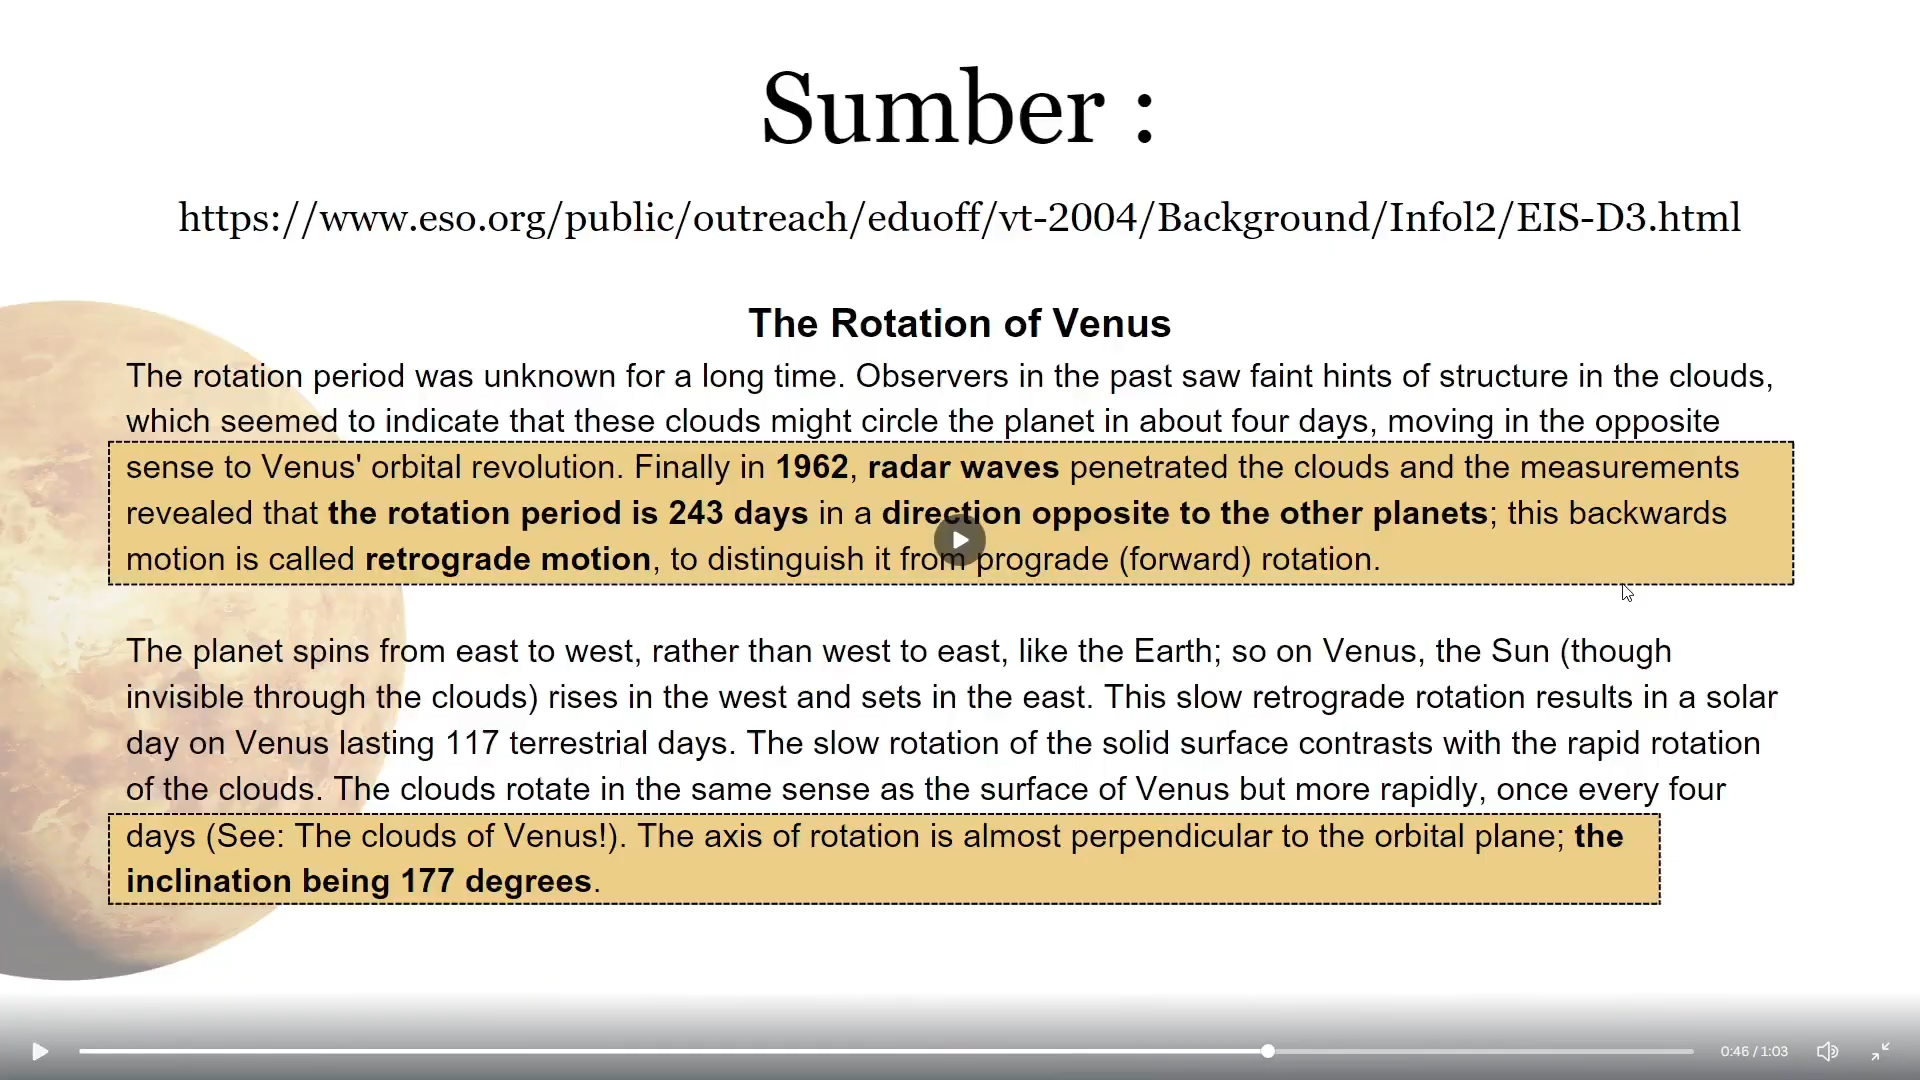 Sumber :
https://www.eso.org/public/outreach/eduoff/vt-2004/Background/Infol2/EIS-D3.html
The Rotation of Venus
The rotation period was unknown for a long time. Observers in the past saw faint hints of structure in the clouds,
which seemed to indicate that these clouds might circle the planet in about four days, moving in the opposite
sense to Venus' orbital revolution. Finally in 1962, radar waves penetrated the clouds and the measurements
revealed that the rotation period is 243 days in a direction opposite to the other planets; this backwards
motion is called retrograde motion, to distinguish it from prograde (forward) rotation.
The planet spins from east to west, rather than west to east, like the Earth; so on Venus, the Sun (though
invisible through the clouds) rises in the west and sets in the east. This slow retrograde rotation results in a solar
day on Venus lasting 117 terrestrial days. The slow rotation of the solid surface contrasts with the rapid rotation
of the clouds. The clouds rotate in the same sense as the surface of Venus but more rapidly, once every four
days (See: The clouds of Venus!). The axis of rotation is almost perpendicular to the orbital plane; the
inclination being 177 degrees.
0:46 / 1:03